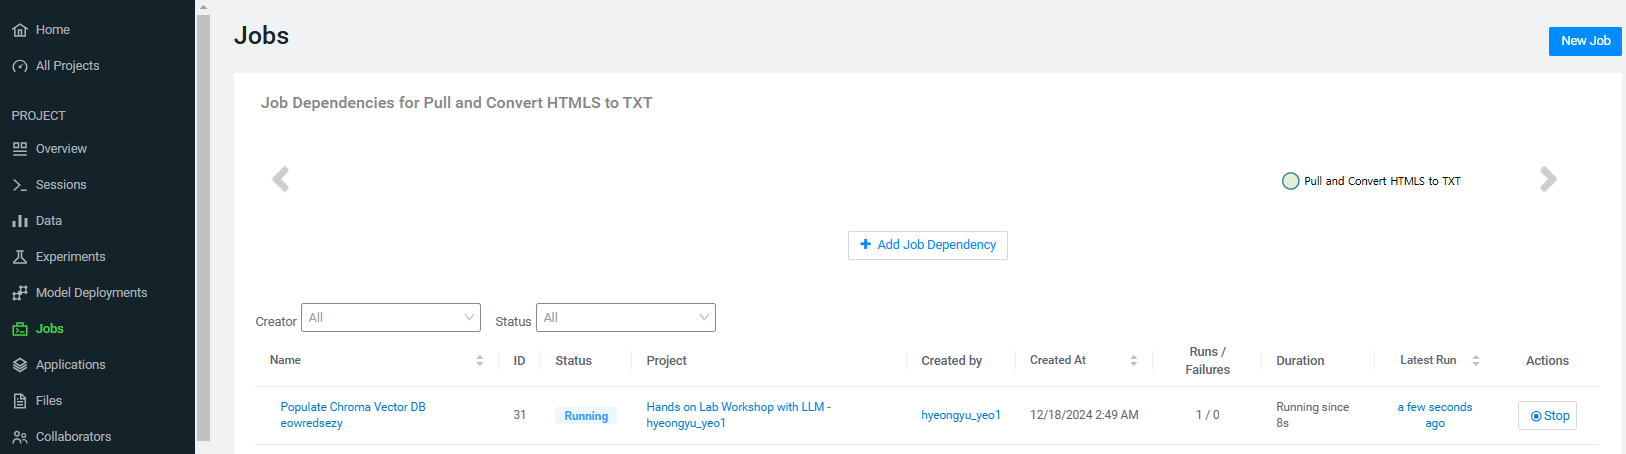 Home
All Projects
PROJECT
Overview
Sessions
Data
Experiments
Model Deployments
Jobs
Applications
Files
Collaborators
Jobs
New Job
Job Dependencies for Pull and Convert HTMLS to TXT
Pull and Convert HTMLS to TXT
Add Job Dependency
Creator All Status All
Name ID Status Project Created by Created At Runs / Failures Duration Latest Run Actions
Populate Chroma Vector DB 31 Running Hands on Lab Workshop with LLM - hyeongyu_yeo1 12/18/2024 2:49 AM 1 / 0 Running since a few seconds Stop
eowredsezy hyeongyu_yeo1 8s ago